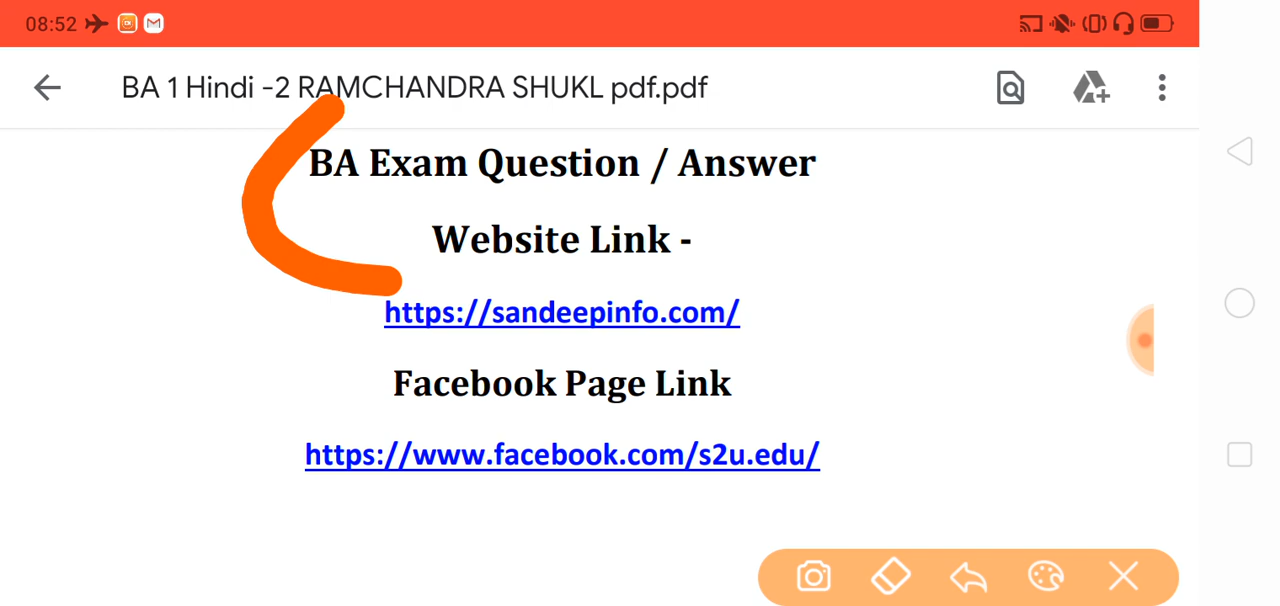 08:52
BA 1 Hindi -2 RAMCHANDRA SHUKL pdf.pdf
BA Exam Question / Answer
Website Link -
https://sandeepinfo.com/
Facebook Page Link
https://www.facebook.com/s2u.edu/